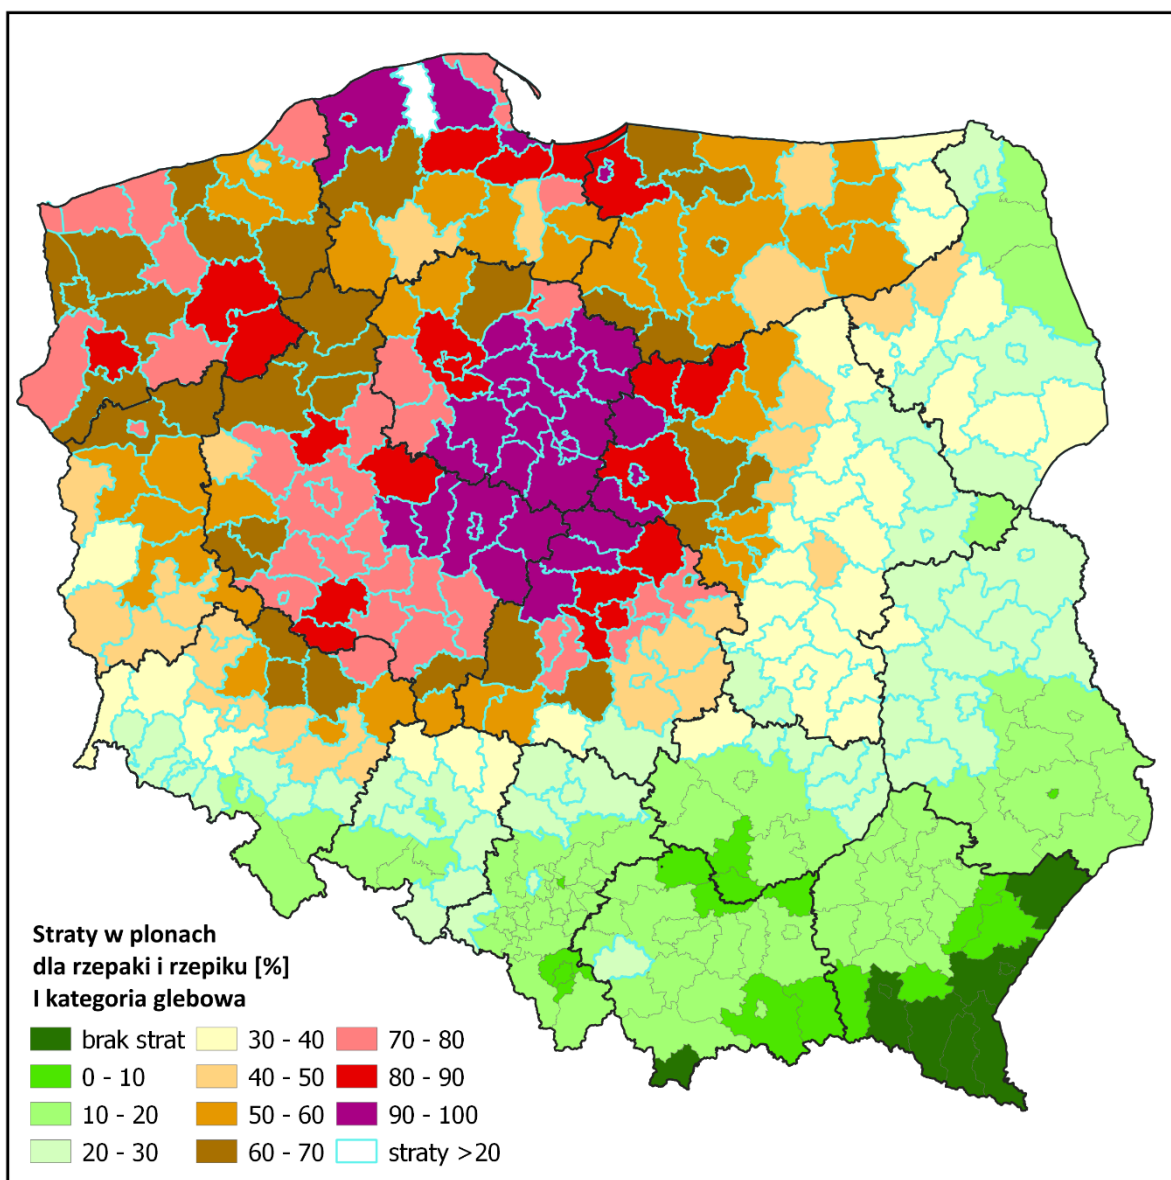 Straty w plonach
dla rzepaki i rzepiku [%]
I kategoria glebowa
brak strat
0 - 10
10 - 20
20 - 30
30 - 40
40 - 50
50 - 60
60 - 70
70 - 80
80 - 90
90 - 100
straty >20